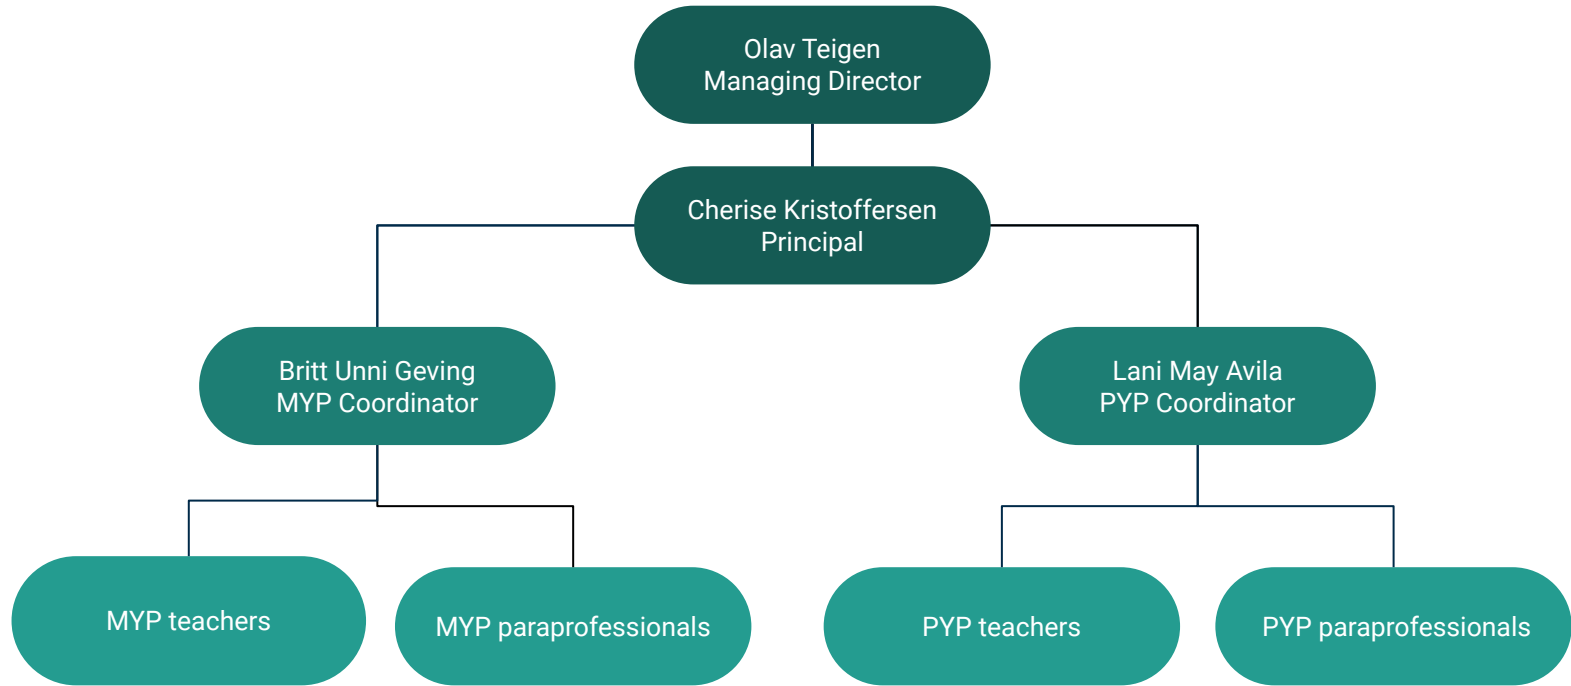 Olav Teigen
Managing Director
Cherise Kristoffersen
Principal
Britt Unni Geving
MYP Coordinator
Lani May Avila
PYP Coordinator
MYP teachers
MYP paraprofessionals
PYP teachers
PYP paraprofessionals